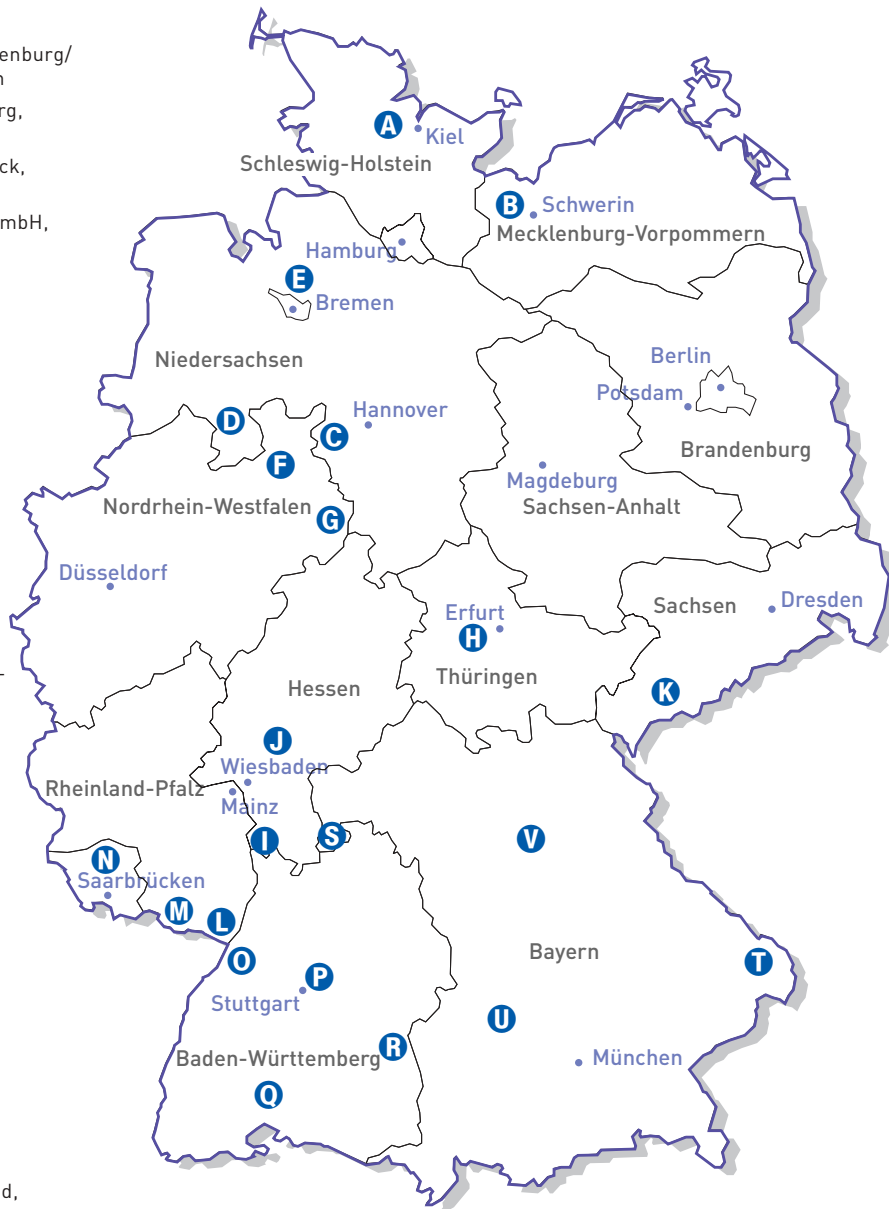 enburg/
rg,
ck,
mbH,
-
d,
A
Kiel
Schleswig-Holstein
B
Schwerin
Mecklenburg-Vorpommern
Hamburg
E
Bremen
Niedersachsen
Berlin
Potsdam
Brandenburg
D
C
Hannover
F
Magdeburg
Sachsen-Anhalt
Nordrhein-Westfalen
G
Düsseldorf
Sachsen
Dresden
Erfurt
H
Thüringen
Hessen
K
J
Wiesbaden
Rheinland-Pfalz
Mainz
I
S
V
N
Saarbrücken
M
L
O
P
Stuttgart
Bayern
T
U
R
Baden-Württemberg
München
Q